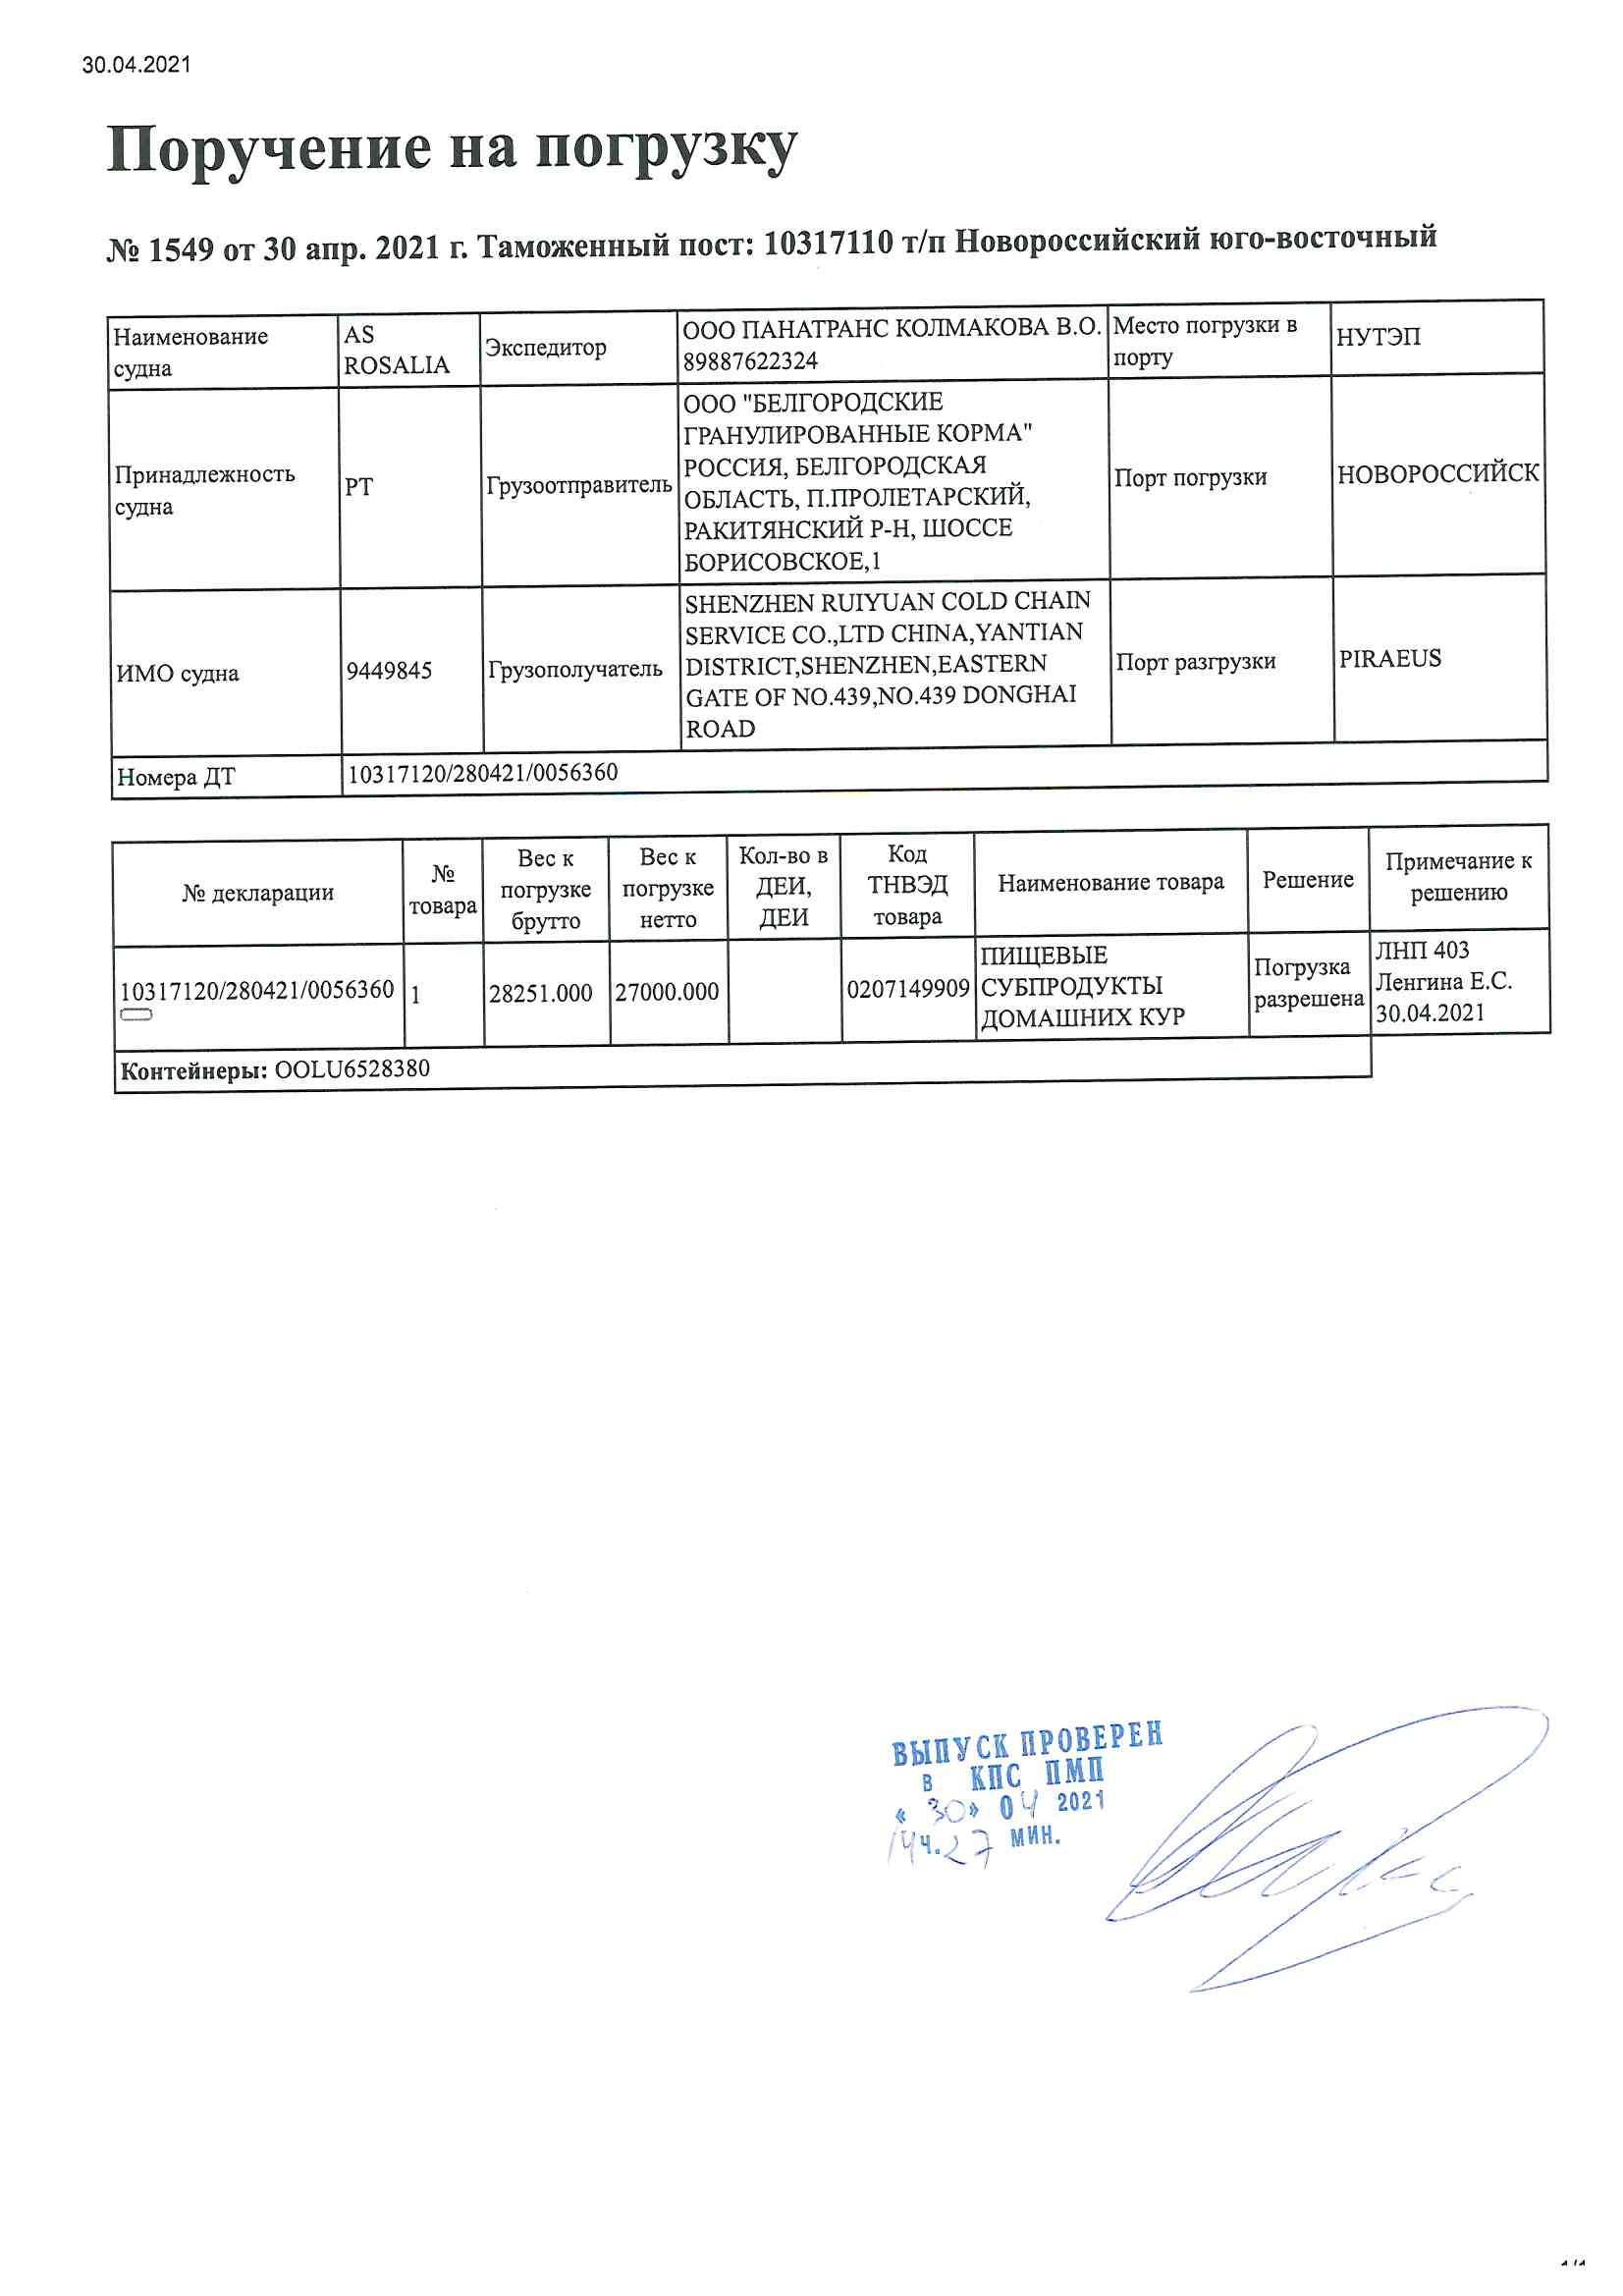 30.04.2021
Поручение на погрузку
№ 1549 от 30 апр. 2021 г. Таможенный пост: 10317110 т/п Новороссийский юго-восточный
Наименование
судна
AS
ROSALIA
Экспедитор
ООО ПАНАТРАНС КОЛМАКОВА В.О.
89887622324
Место погрузки в
порту
НУТЭП
Принадлежность
судна
PT
Грузоотправитель
ООО "БЕЛГОРОДСКИЕ
ГРАНУЛИРОВАННЫЕ КОРМА"
РОССИЯ, БЕЛГОРОДСКАЯ
ОБЛАСТЬ, П.ПРОЛЕТАРСКИЙ,
РАКИТЯНСКИЙ Р-Н, ШОССЕ
БОРИСОВСКОЕ,1
Порт погрузки
НОВОРОССИЙСК
ИМО судна
9449845
Грузополучатель
SHENZHEN RUIYUAN COLD CHAIN
SERVICE CO.,LTD CHINA,YANTIAN
DISTRICT,SHENZHEN,EASTERN
GATE OF NO.439,NO.439 DONGHAI
ROAD
Порт разгрузки
PIRAEUS
Номера ДТ
10317120/280421/0056360
№ декларации
№
товара
Вес к
погрузке
брутто
Вес к
погрузке
нетто
Кол-во в
ДЕИ,
ДЕИ
Код
ТНВЭД
товара
Наименование товара
Решение
Примечание к
решению
10317120/280421/0056360
1
28251.000
27000.000
0207149909
ПИЩЕВЫЕ
СУБПРОДУКТЫ
ДОМАШНИХ КУР
Погрузка
разрешена
ЛНП 403
Ленгина Е.С.
30.04.2021
Контейнеры: OOLU6528380
ВЫПУСК ПРОВЕРЕН
в КПС ПМП
« 30» 04 2021
14ч.27 мин.